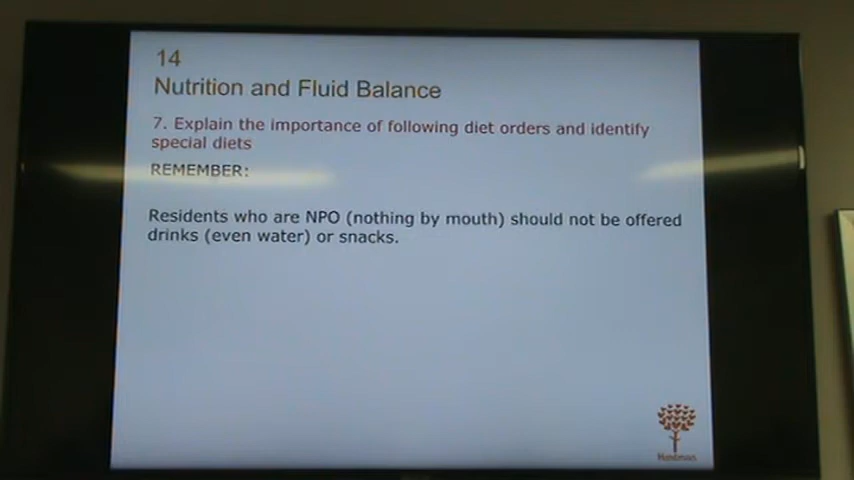 14
Nutrition and Fluid Balance
7. Explain the importance of following diet orders and identify
special diets
REMEMBER:
Residents who are NPO (nothing by mouth) should not be offered
drinks (even water) or snacks.